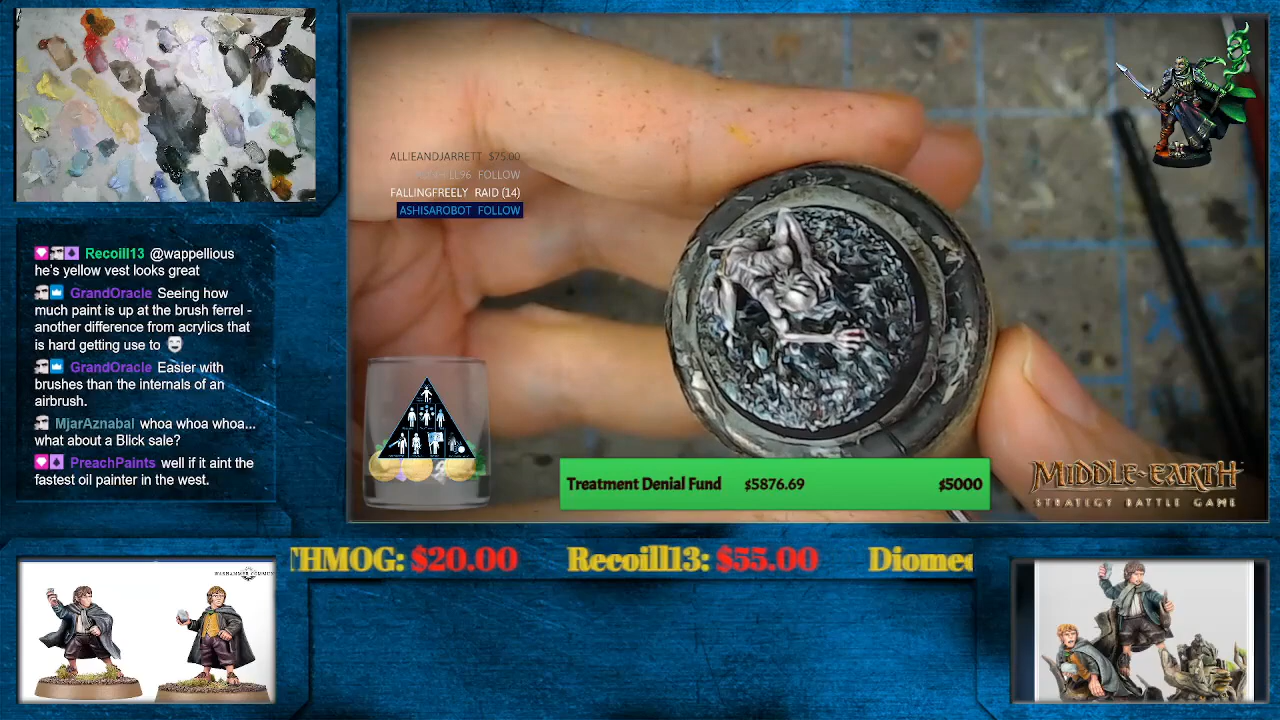 ALLIEANDJARRETT $75.00
FOLLOW
FALLINGFREELY RAID (14)
ASHISAROBOT FOLLOW
Recoill13 @wappellious
he's yellow vest looks great
GrandOracle Seeing how
much paint is up at the brush ferrel -
another difference from acrylics that
is hard getting use to
GrandOracle Easier with
brushes than the internals of an
airbrush.
MjarAznabal whoa whoa whoa...
what about a Blick sale?
PreachPaints well if it aint the
fastest oil painter in the west.
Treatment Denial Fund $5876.69 $5000
MIDDLE-EARTH
STRATEGY BATTLE GAME
THMOG: $20.00 Recoill13: $55.00 Diomed